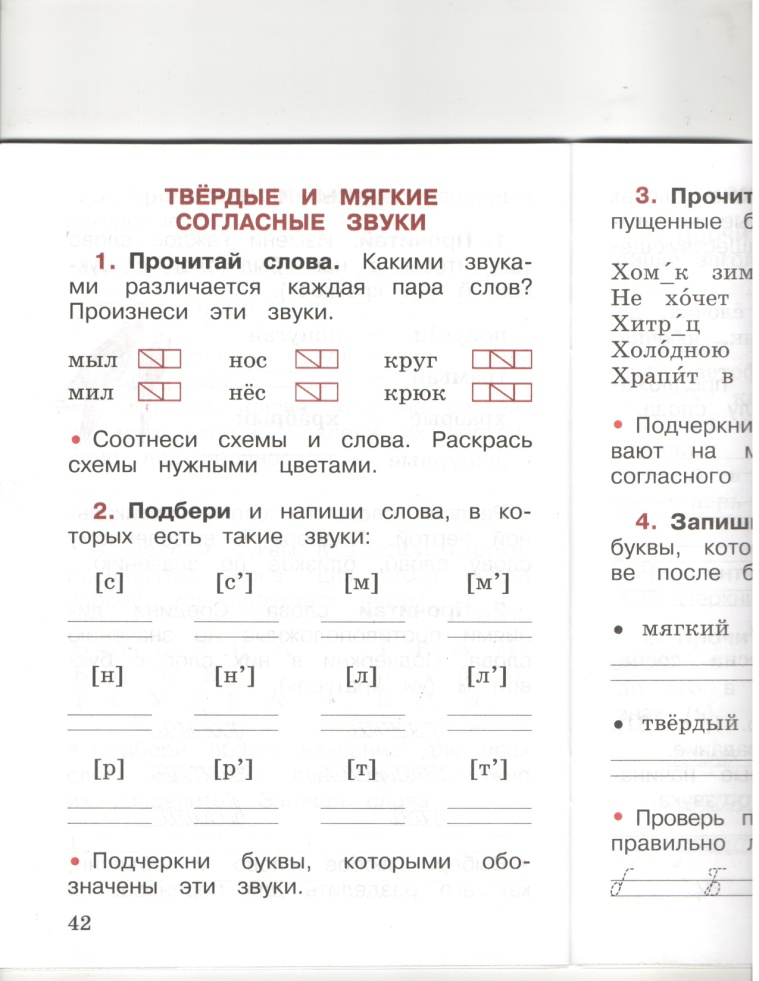 ТВЁРДЫЕ И МЯГКИЕ
СОГЛАСНЫЕ ЗВУКИ
1. Прочитай слова. Какими звука-
ми различается каждая пара слов?
Произнеси эти звуки.
мыл нос круг
мил нёс крюк
• Соотнеси схемы и слова. Раскрась
схемы нужными цветами.
2. Подбери и напиши слова, в ко-
торых есть такие звуки:
[с] [с’] [м] [м’]
[н] [н’] [л] [л’]
[р] [р’] [т] [т’]
• Подчеркни буквы, которыми обо-
значены эти звуки.
42
3. Прочит
пущенные б
Хом_́к зим
Не хо́чет
Хитр_́ц
Холо́дною
Храпи́т в
• Подчеркни
вают на м
согласного
4. Запиши
буквы, кото
ве после б
• мягкий
• твёрдый
• Проверь п
правильно л